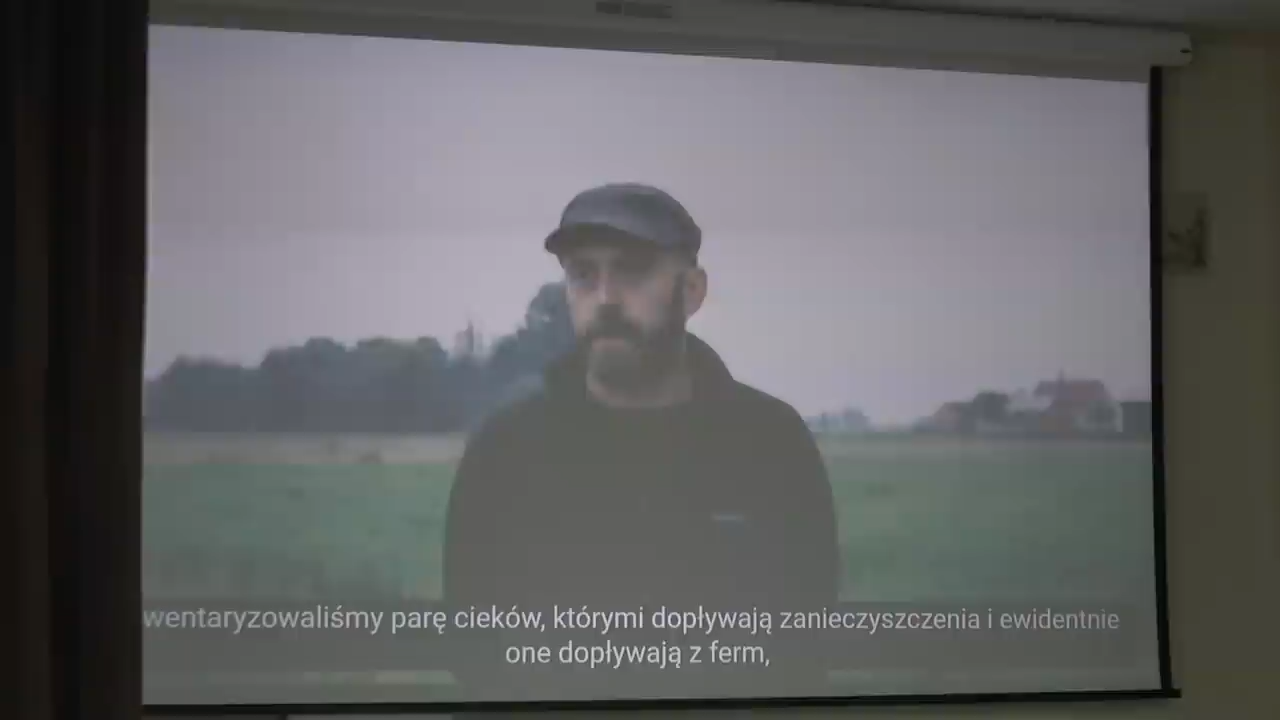 wentaryzowaliśmy parę cieków, którymi dopływają zanieczyszczenia i ewidentnie
one dopływają z ferm,